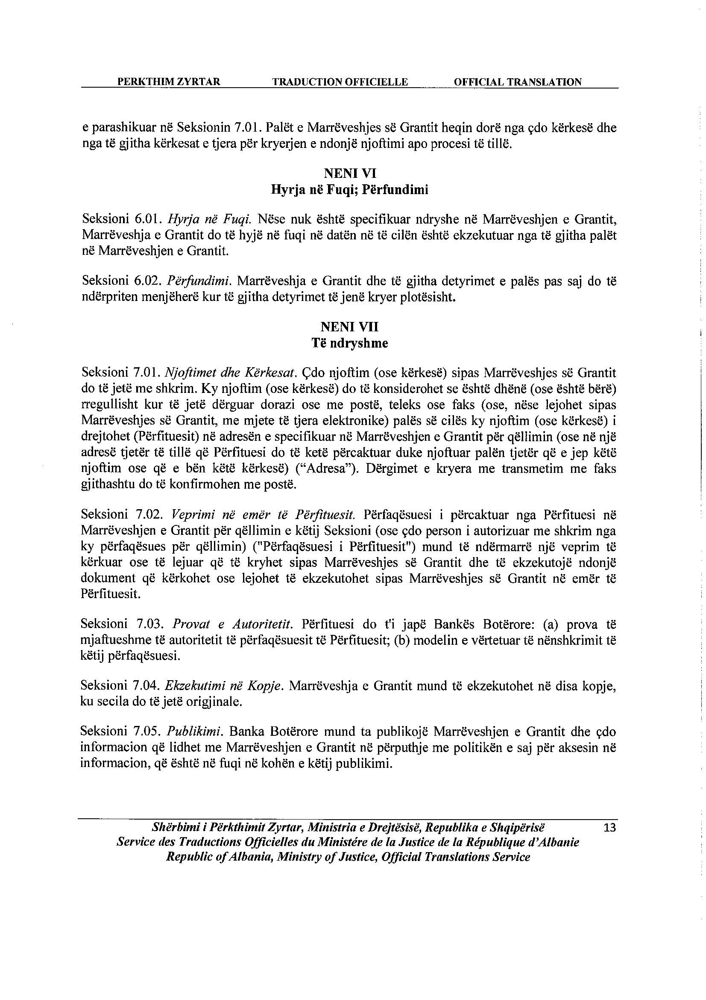 PERKTHIM ZYRTAR TRADUCTION OFFICIELLE OFFICIAL TRANSLATION
e parashikuar në Seksionin 7.01. Palët e Marrëveshjes së Grantit heqin dorë nga çdo kërkesë dhe
nga të gjitha kërkesat e tjera për kryerjen e ndonjë njoftimi apo procesi të tillë.
NENI VI
Hyrja në Fuqi; Përfundimi
Seksioni 6.01. Hyrja në Fuqi. Nëse nuk është specifikuar ndryshe në Marrëveshjen e Grantit,
Marrëveshja e Grantit do të hyjë në fuqi në datën në të cilën është ekzekutuar nga të gjitha palët
në Marrëveshjen e Grantit.
Seksioni 6.02. Përfundimi. Marrëveshja e Grantit dhe të gjitha detyrimet e palës pas saj do të
ndërpriten menjëherë kur të gjitha detyrimet të jenë kryer plotësisht.
NENI VII
Të ndryshme
Seksioni 7.01. Njoftimet dhe Kërkesat. Çdo njoftim (ose kërkesë) sipas Marrëveshjes së Grantit
do të jetë me shkrim. Ky njoftim (ose kërkesë) do të konsiderohet se është dhënë (ose është bërë)
rregullisht kur të jetë dërguar dorazi ose me postë, teleks ose faks (ose, nëse lejohet sipas
Marrëveshjes së Grantit, me mjete të tjera elektronike) palës së cilës ky njoftim (ose kërkesë) i
drejtohet (Përfituesit) në adresën e specifikuar në Marrëveshjen e Grantit për qëllimin (ose në një
adresë tjetër të tillë që Përfituesi do të ketë përcaktuar duke njoftuar palën tjetër që e jep këtë
njoftim ose që e bën këtë kërkesë) (“Adresa”). Dërgimet e kryera me transmetim me faks
gjithashtu do të konfirmohen me postë.
Seksioni 7.02. Veprimi në emër të Përfituesit. Përfaqësuesi i përcaktuar nga Përfituesi në
Marrëveshjen e Grantit për qëllimin e këtij Seksioni (ose çdo person i autorizuar me shkrim nga
ky përfaqësues për qëllimin) ("Përfaqësuesi i Përfituesit") mund të ndërmarrë një veprim të
kërkuar ose të lejuar që të kryhet sipas Marrëveshjes së Grantit dhe të ekzekutojë ndonjë
dokument që kërkohet ose lejohet të ekzekutohet sipas Marrëveshjes së Grantit në emër të
Përfituesit.
Seksioni 7.03. Provat e Autoritetit. Përfituesi do t'i japë Bankës Botërore: (a) prova të
mjaftueshme të autoritetit të përfaqësuesit të Përfituesit; (b) modelin e vërtetuar të nënshkrimit të
këtij përfaqësuesi.
Seksioni 7.04. Ekzekutimi në Kopje. Marrëveshja e Grantit mund të ekzekutohet në disa kopje,
ku secila do të jetë origjinale.
Seksioni 7.05. Publikimi. Banka Botërore mund ta publikojë Marrëveshjen e Grantit dhe çdo
informacion që lidhet me Marrëveshjen e Grantit në përputhje me politikën e saj për aksesin në
informacion, që është në fuqi në kohën e këtij publikimi.
Shërbimi i Përkthimit Zyrtar, Ministria e Drejtësisë, Republika e Shqipërisë 13
Service des Traductions Officielles du Ministére de la Justice de la République d’Albanie
Republic of Albania, Ministry of Justice, Official Translations Service